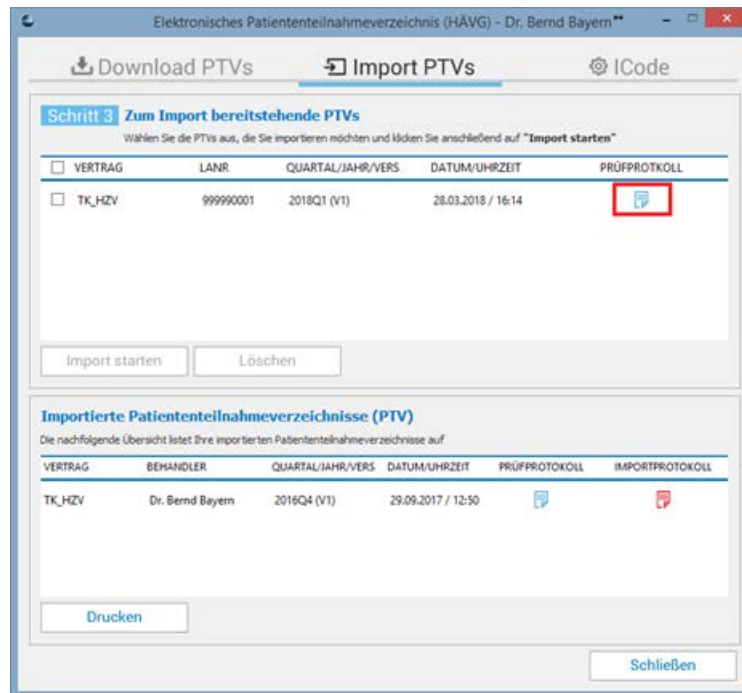 Elektronisches Patiententeilnahmeverzeichnis (HÄVG) - Dr. Bernd Bayern **
Download PTVs Import PTVs ICode
Schritt 3 Zum Import bereitstehende PTVs
Wählen Sie die PTVs aus, die Sie importieren möchten und klicken Sie anschließend auf "Import starten"
VERTRAG LANR QUARTAL/JAHR/VERS DATUM/UHRZEIT PRÜFPROTKOLL
TK_HZV 999990001 2018Q1 (V1) 28.03.2018 / 16:14
Import starten Löschen
Importierte Patiententeilnahmeverzeichnisse (PTV)
Die nachfolgende Übersicht listet Ihre importierten Patiententeilnahmeverzeichnisse auf
VERTRAG BEHANDLER QUARTAL/JAHR/VERS DATUM/UHRZEIT PRÜFPROTOKOLL IMPORTPROTOKOLL
TK_HZV Dr. Bernd Bayern 2016Q4 (V1) 29.09.2017 / 12:50
Drucken
Schließen